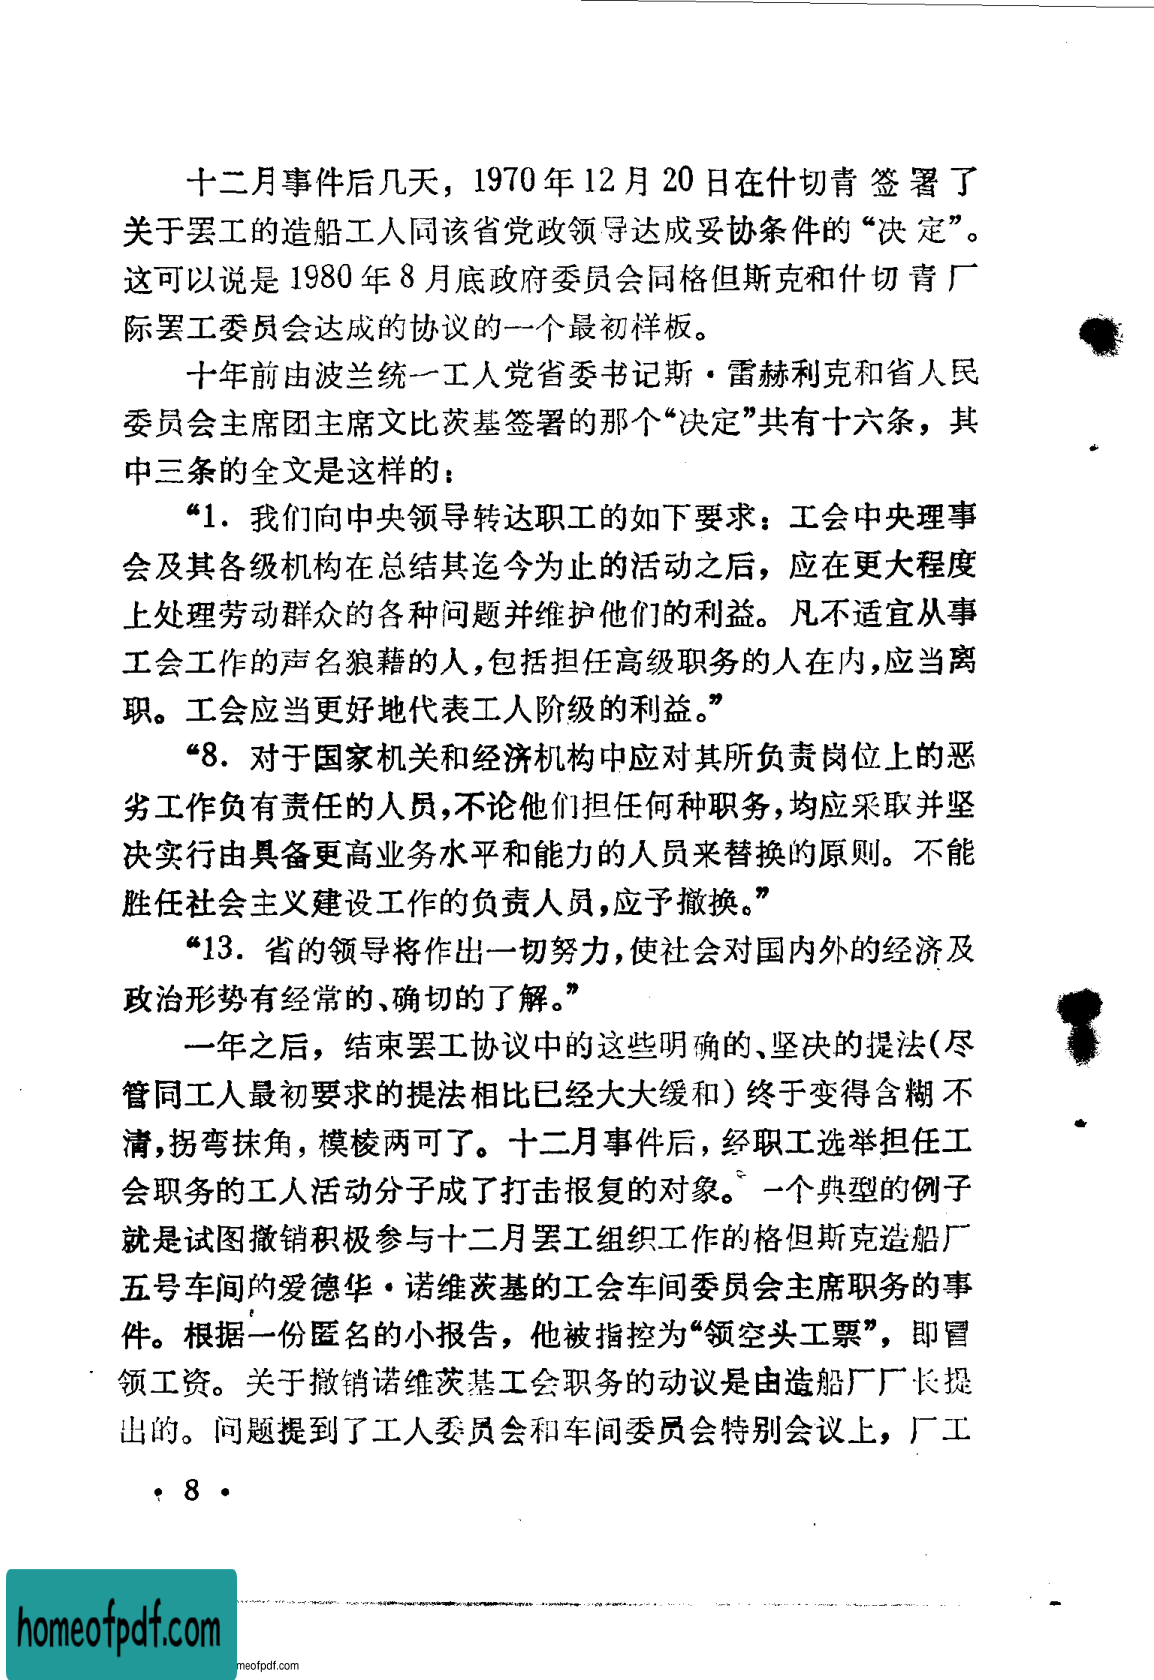 十二月事件后几天，1970年12月20日在什切青签署了
关于罢工的造船工人同该省党政领导达成妥协条件的“决定”。
这可以说是1980年8月底政府委员会同格但斯克和什切青厂
际罢工委员会达成的协议的一个最初样板。
十年前由波兰统一工人党省委书记斯·雷赫利克和省人民
委员会主席团主席文比茨基签署的那个“决定”共有十六条，其
中三条的全文是这样的：
“1．我们向中央领导转达职工的如下要求：工会中央理事
会及其各级机构在总结其迄今为止的活动之后，应在更大程度
上处理劳动群众的各种问题并维护他们的利益。凡不适宜从事
工会工作的声名狼藉的人，包括担任高级职务的人在内，应当离
职。工会应当更好地代表工人阶级的利益。”
“8．对于国家机关和经济机构中应对其所负责岗位上的恶
劣工作负有责任的人员，不论他们担任何种职务，均应采取并坚
决实行由具备更高业务水平和能力的人员来替换的原则。不能
胜任社会主义建设工作的负责人员，应予撤换。”
“13．省的领导将作出一切努力，使社会对国内外的经济及
政治形势有经常的、确切的了解。”
一年之后，结束罢工协议中的这些明确的、坚决的提法（尽
管同工人最初要求的提法相比已经大大缓和）终于变得含糊不
清，拐弯抹角，模棱两可了。十二月事件后，经职工选举担任工
会职务的工人活动分子成了打击报复的对象。一个典型的例子
就是试图撤销积极参与十二月罢工组织工作的格但斯克造船厂
五号车间的爱德华·诺维茨基的工会车间委员会主席职务的事
件。根据一份匿名的小报告，他被指控为“领空头工票”，即冒
领工资。关于撤销诺维茨基工会职务的动议是由造船厂厂长提
出的。问题提到了工人委员会和车间委员会特别会议上，厂工
·8·
homeofpdf.com
meofpdf.com